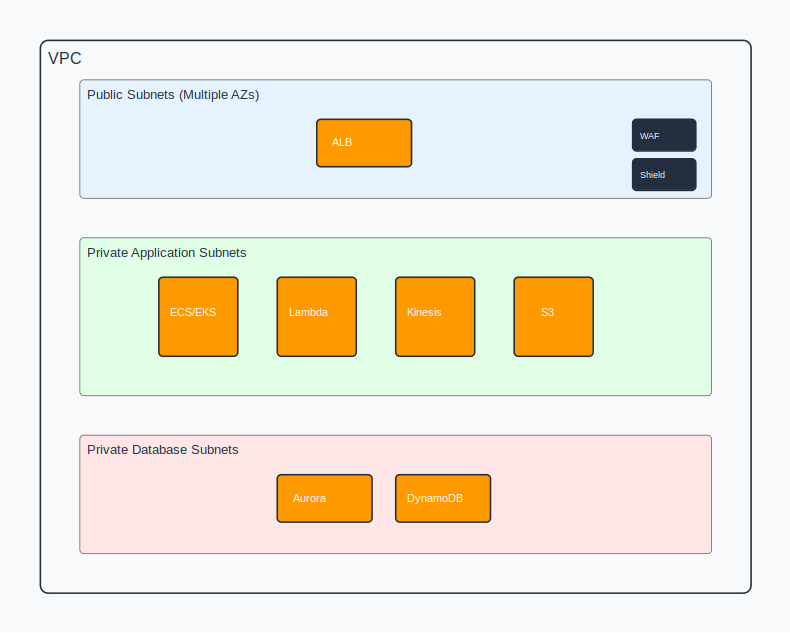 VPC
Public Subnets (Multiple AZs)
ALB
WAF
Shield
Private Application Subnets
ECS/EKS
Lambda
Kinesis
S3
Private Database Subnets
Aurora
DynamoDB